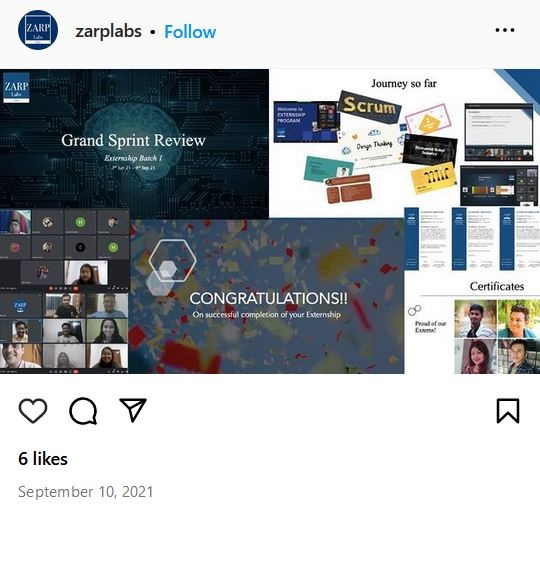 ZARP
Labs
zarplabs • Follow
ZARP
Labs
Grand Sprint Review
Externship Batch 1
Journey so far
Welcome to
EXTERNSHIP
PROGRAM
Scrum
Design Thinking
Industry
CONGRATULATIONS!!
On successful completion of your Externship
ZARP
Certificates
Proud of our
Externs!
6 likes
September 10, 2021